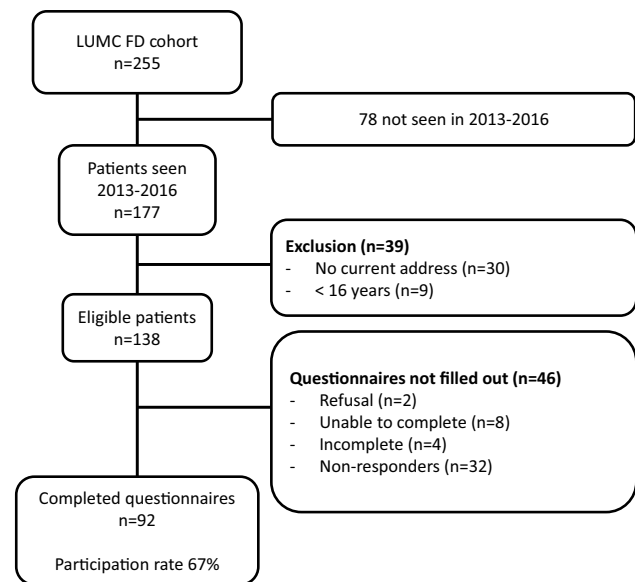 LUMC FD cohort
n=255
78 not seen in 2013-2016
Patients seen
2013-2016
n=177
Exclusion (n=39)
- No current address (n=30)
- < 16 years (n=9)
Eligible patients
n=138
Questionnaires not filled out (n=46)
- Refusal (n=2)
- Unable to complete (n=8)
- Incomplete (n=4)
- Non-responders (n=32)
Completed questionnaires
n=92
Participation rate 67%